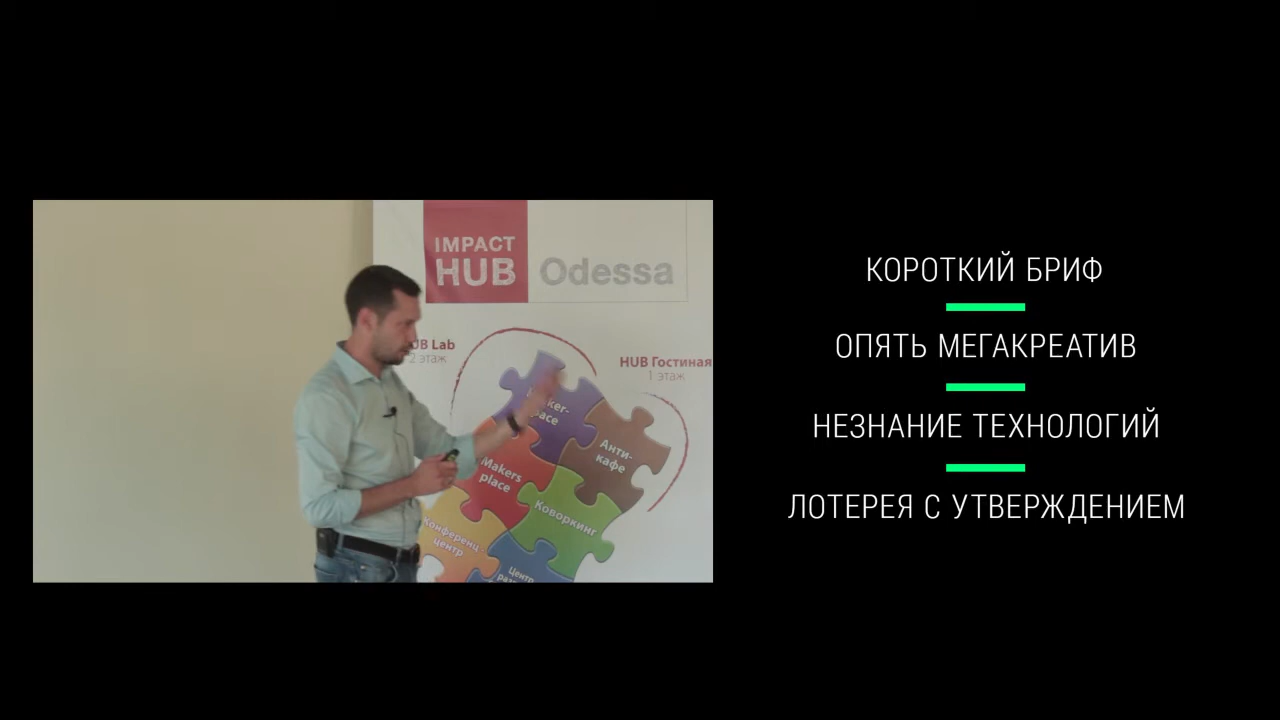 IMPACT
HUB Odessa
Lab
2 этаж
HUB Гостиная
1 этаж
Анти-
кафе
Makers
place
Коворкинг
Конференц-
центр
Центр
КОРОТКИЙ БРИФ
ОПЯТЬ МЕГАКРЕАТИВ
НЕЗНАНИЕ ТЕХНОЛОГИЙ
ЛОТЕРЕЯ С УТВЕРЖДЕНИЕМ